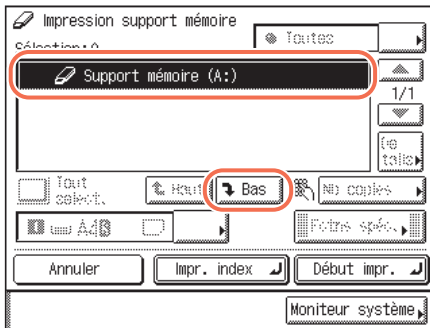 Impression support mémoire
Sélection: 0
Toutes
Support mémoire (A:)
1/1
Tout
sélect.
Haut
Bas
Nb copies
Annuler
Impr. index
Début impr.
Moniteur système